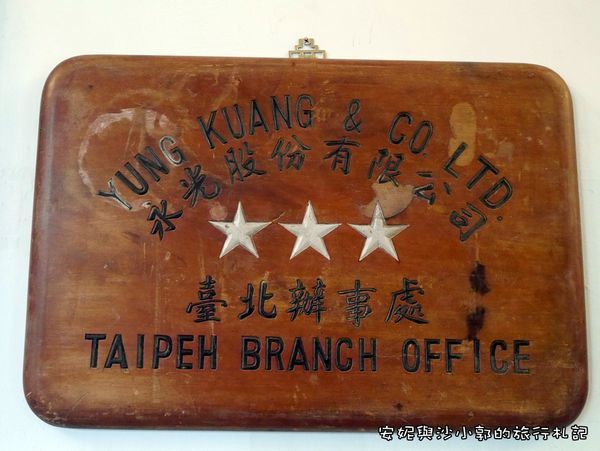 YUNG KUANG & CO. LTD.
永光股份有限公司
臺北辦事處
TAIPEH BRANCH OFFICE
安妮與沙小郭的旅行札記